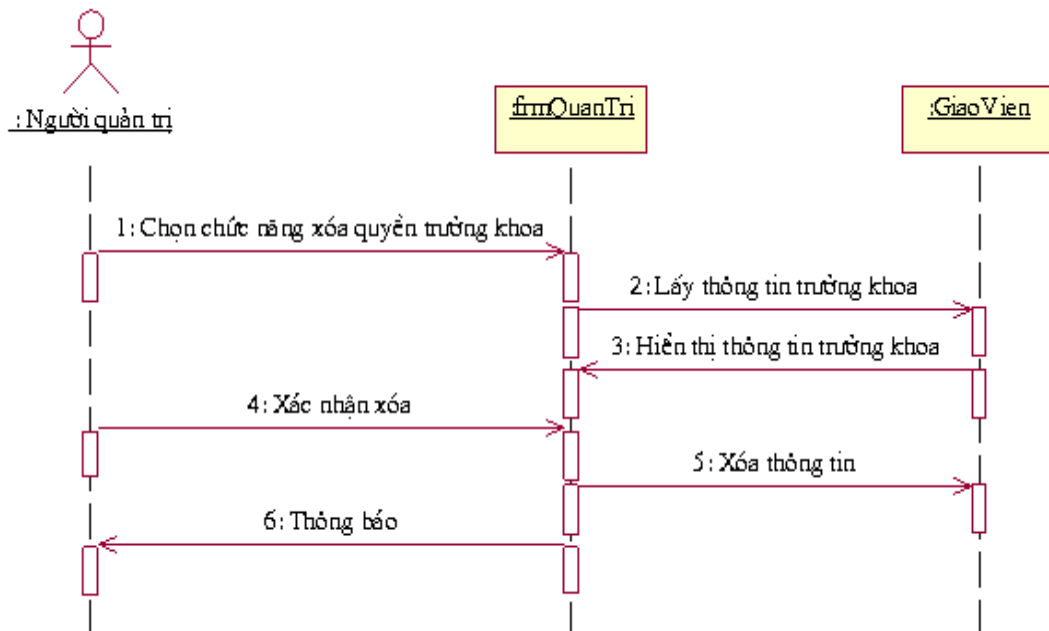 : Người quản trị
:frmQuanTri
:GiaoVien
1: Chọn chức năng xóa quyền trưởng khoa
2: Lấy thông tin trưởng khoa
3: Hiển thị thông tin trưởng khoa
4: Xác nhận xóa
5: Xóa thông tin
6: Thông báo